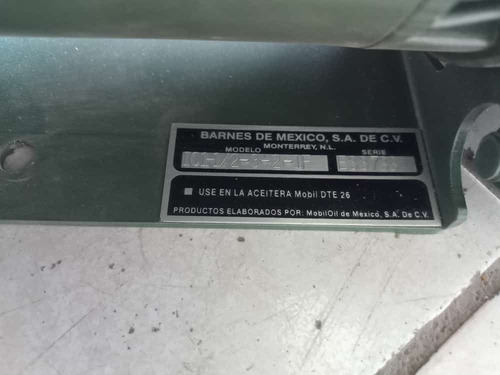 BARNES DE MEXICO, S.A. DE C.V.
MONTERREY, N.L.
MODELO SERIE
USE EN LA ACEITERA Mobil DTE 26
PRODUCTOS ELABORADOS POR: MobilOil de México, S.A. De C.V.